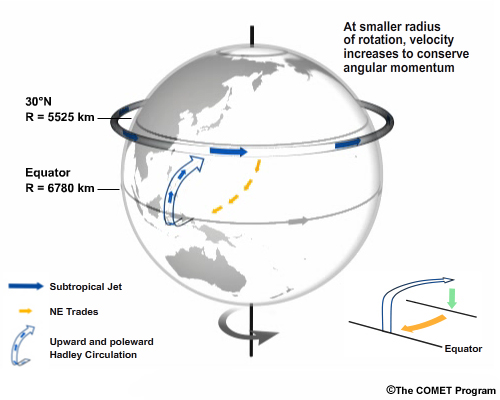 At smaller radius
of rotation, velocity
increases to conserve
angular momentum
30°N
R = 5525 km
Equator
R = 6780 km
Subtropical Jet
NE Trades
Upward and poleward
Hadley Circulation
Equator
©The COMET Program